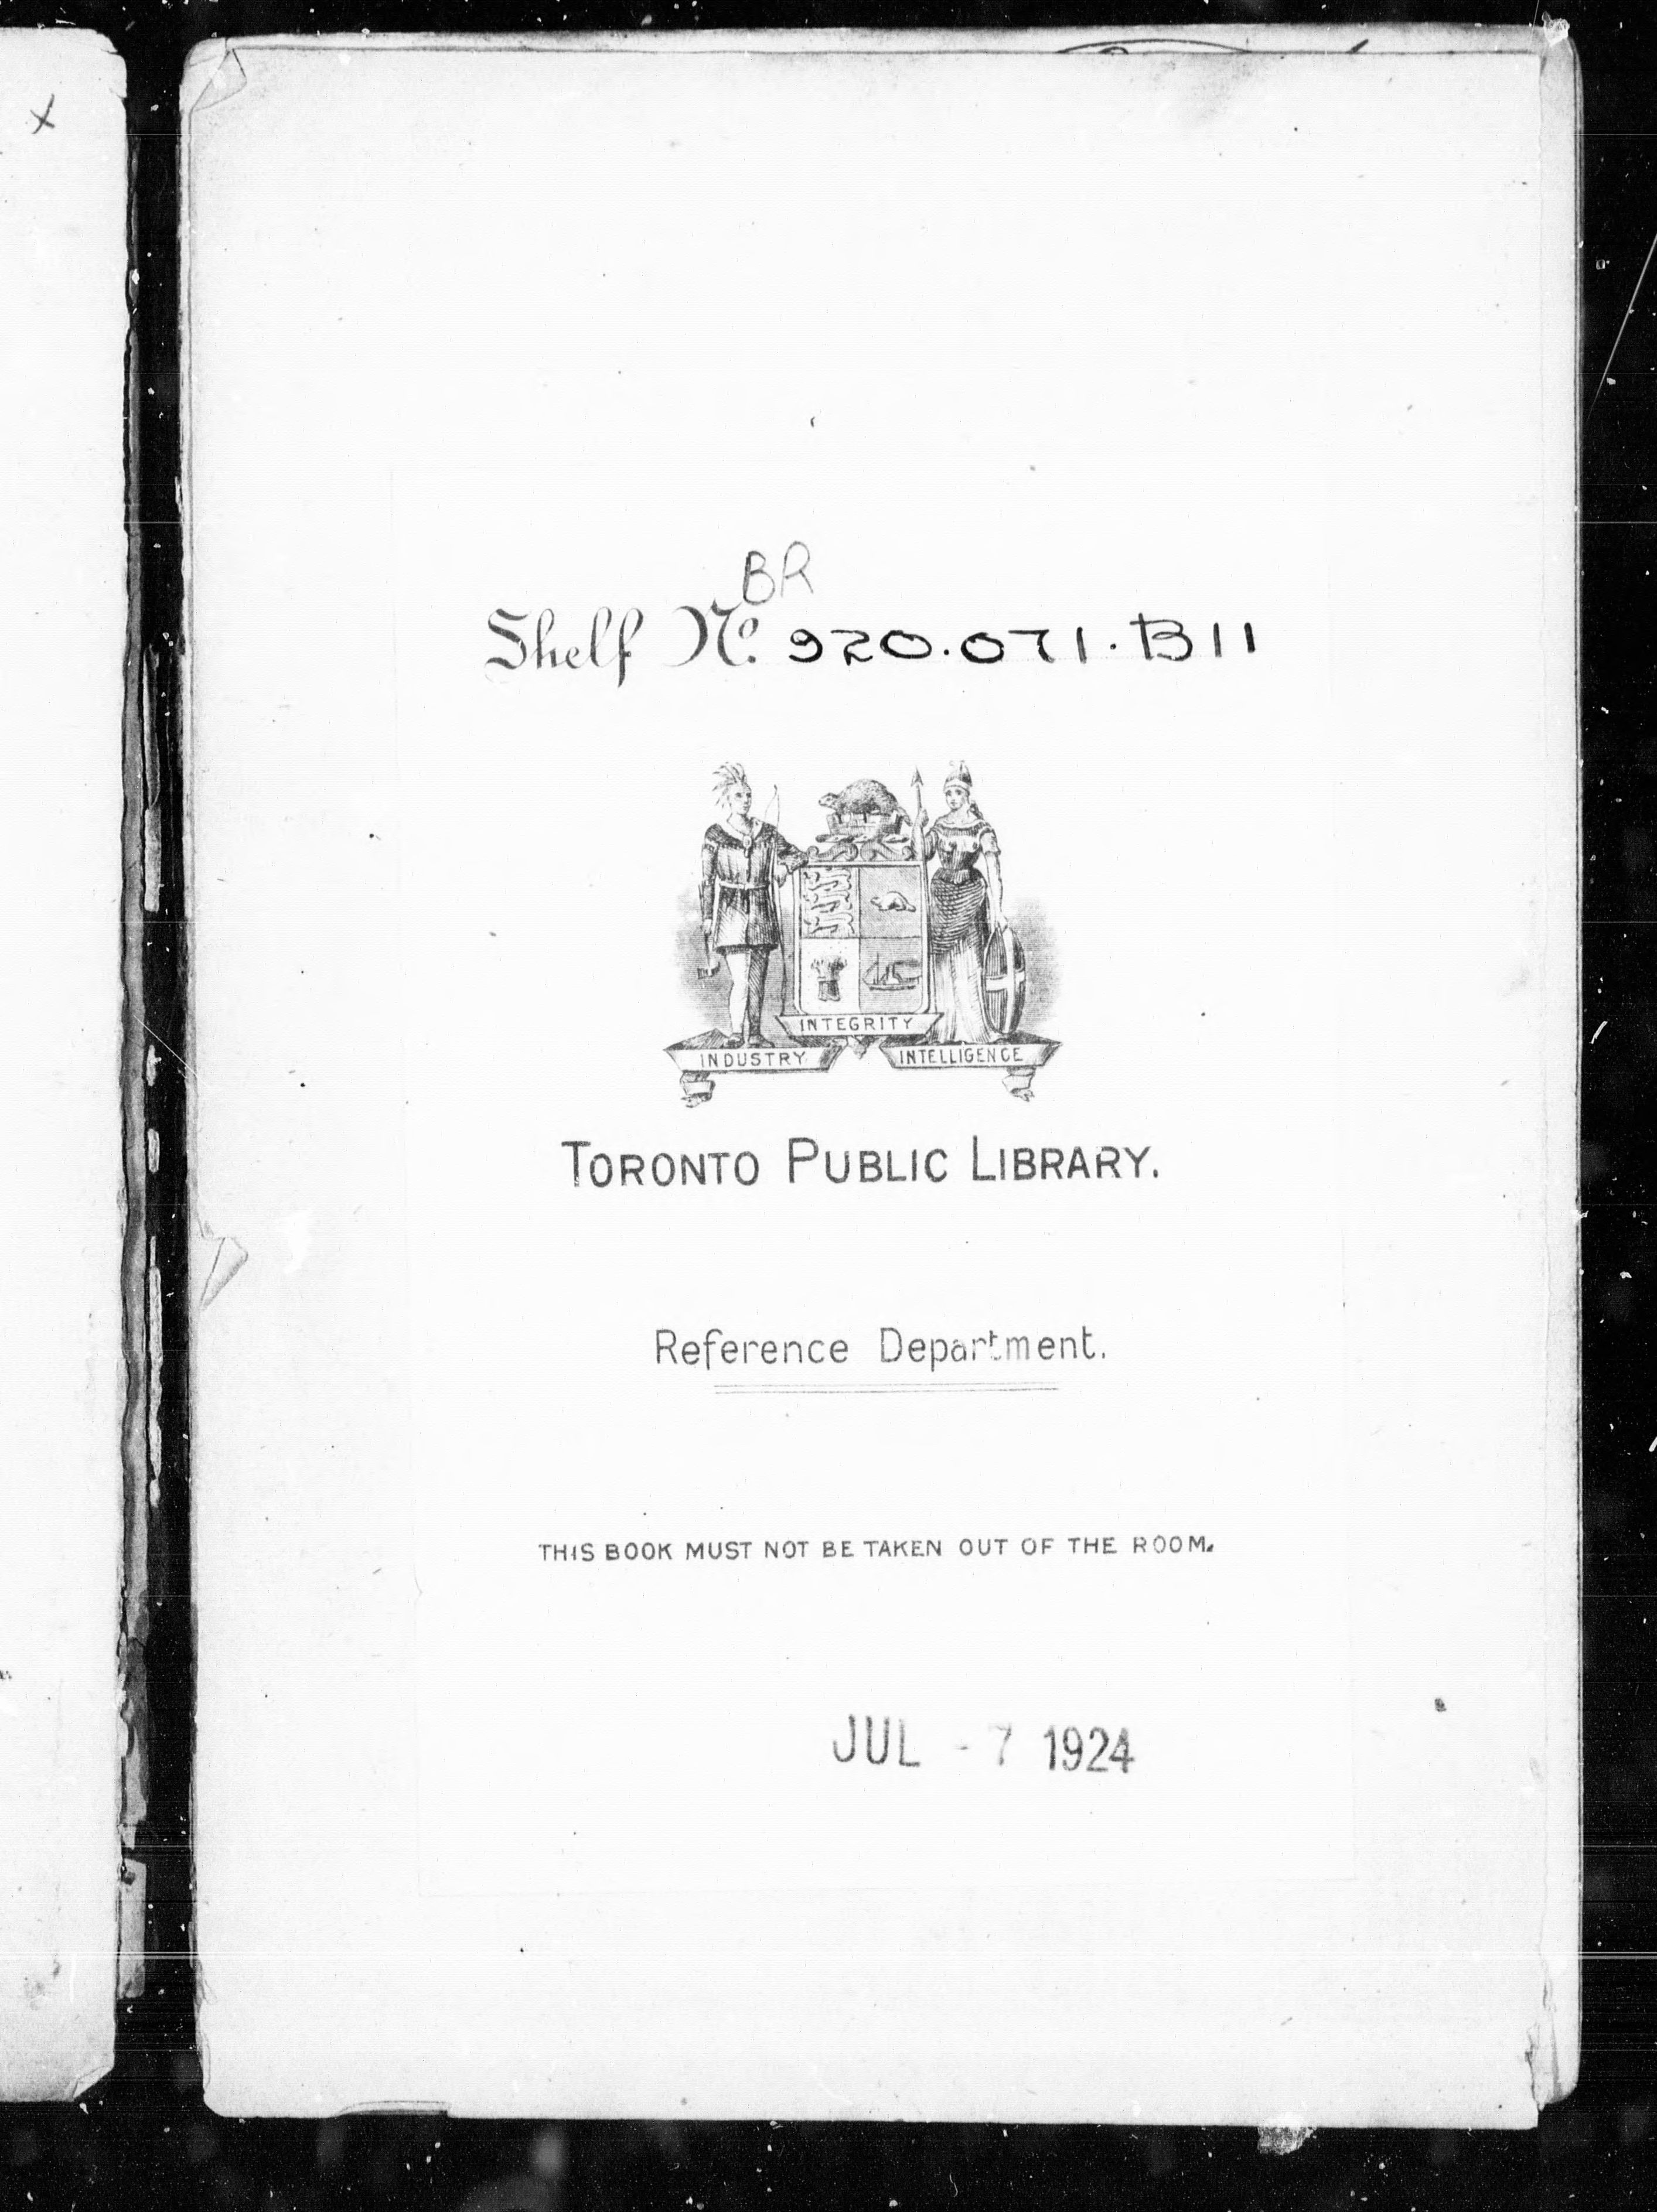 X
BR
Shelf No. 920.071.B11
INTEGRITY
INDUSTRY INTELLIGENCE
TORONTO PUBLIC LIBRARY.
Reference Department.
THIS BOOK MUST NOT BE TAKEN OUT OF THE ROOM.
JUL - 7 1924